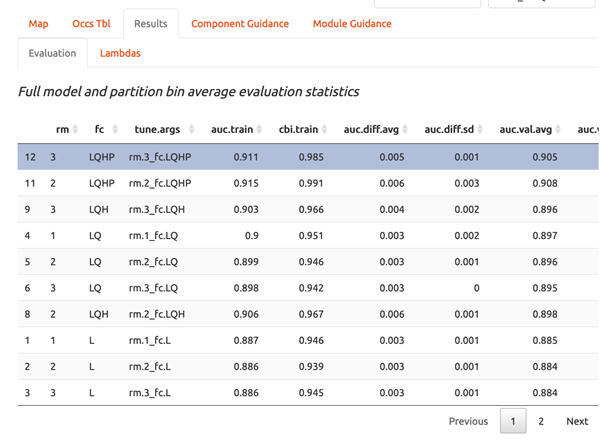 Map Occs Tbl Results Component Guidance Module Guidance
Evaluation Lambdas
Full model and partition bin average evaluation statistics
rm fc tune.args auc.train cbi.train auc.diff.avg auc.diff.sd auc.val.avg
12 3 LQHP rm.3_fc.LQHP 0.911 0.985 0.005 0.001 0.905
11 2 LQHP rm.2_fc.LQHP 0.915 0.991 0.006 0.003 0.908
9 3 LQH rm.3_fc.LQH 0.903 0.966 0.004 0.002 0.896
4 1 LQ rm.1_fc.LQ 0.9 0.951 0.003 0.002 0.897
5 2 LQ rm.2_fc.LQ 0.899 0.946 0.003 0.001 0.896
6 3 LQ rm.3_fc.LQ 0.898 0.942 0.003 0 0.895
8 2 LQH rm.2_fc.LQH 0.906 0.967 0.006 0.001 0.898
1 1 L rm.1_fc.L 0.887 0.946 0.003 0.001 0.885
2 2 L rm.2_fc.L 0.886 0.939 0.003 0.001 0.884
3 3 L rm.3_fc.L 0.886 0.945 0.003 0.001 0.884
Previous 1 2 Next